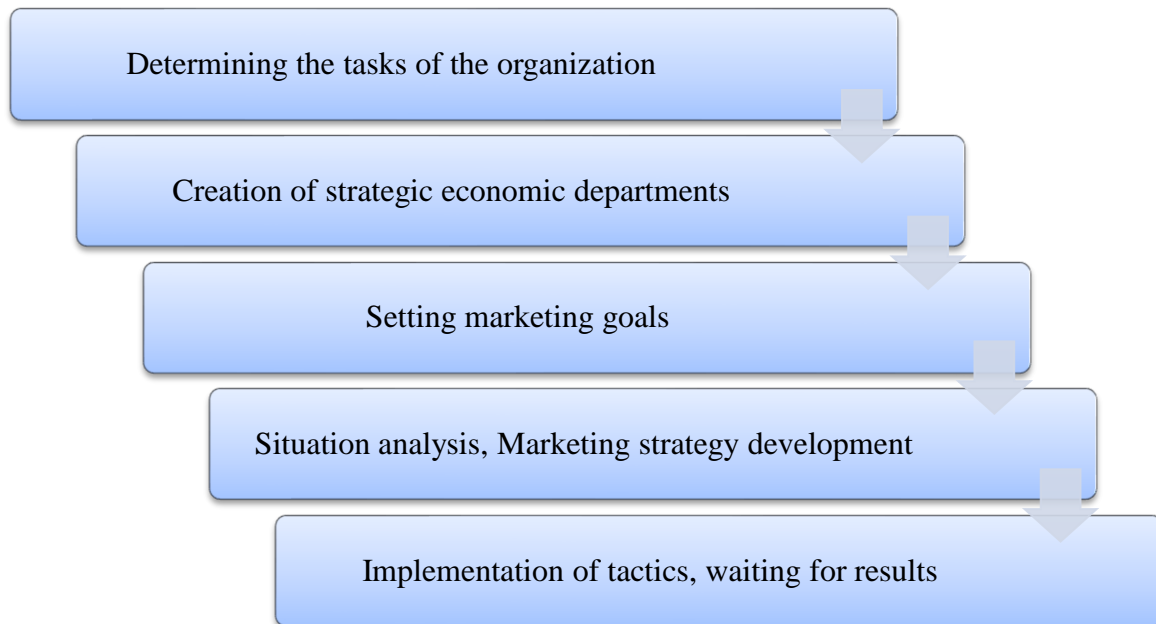 Determining the tasks of the organization
Creation of strategic economic departments
Setting marketing goals
Situation analysis, Marketing strategy development
Implementation of tactics, waiting for results